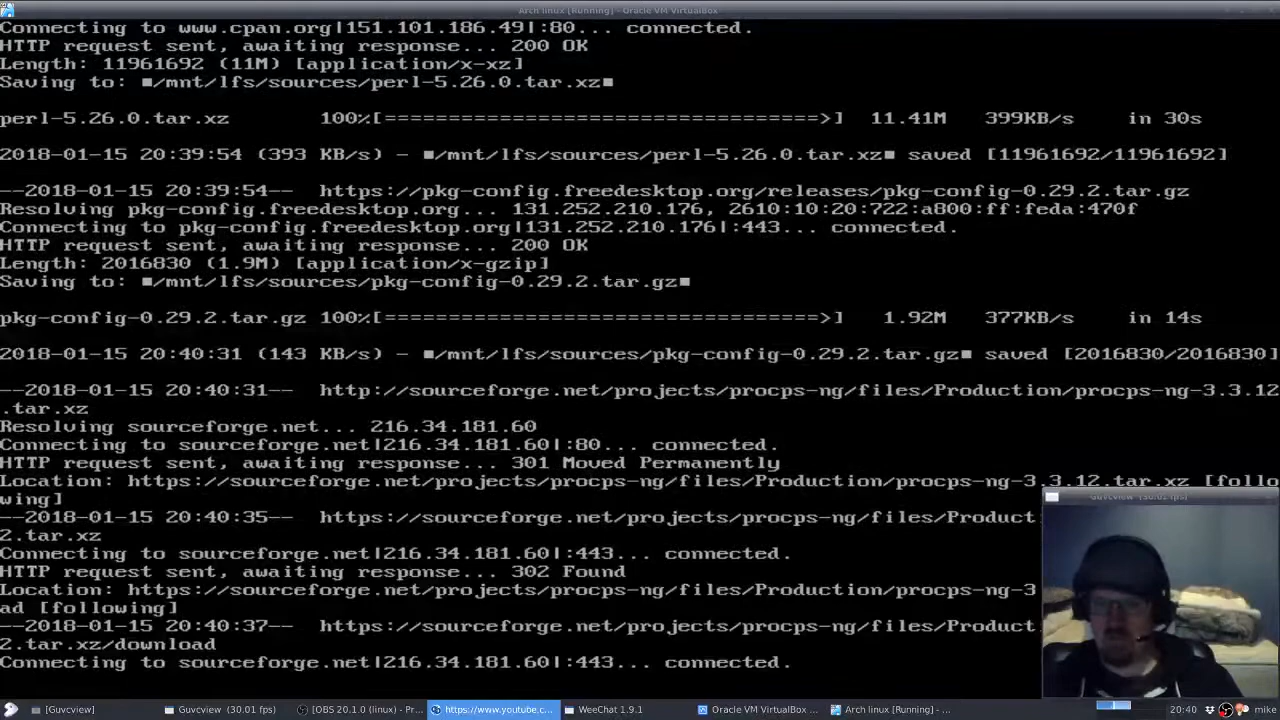 Arch linux [Running] - Oracle VM VirtualBox
Connecting to www.cpan.org|151.101.186.49|:80... connected.
HTTP request sent, awaiting response... 200 OK
Length: 11961692 (11M) [application/x-xz]
Saving to: ■/mnt/lfs/sources/perl-5.26.0.tar.xz■
perl-5.26.0.tar.xz 100%[==================================>] 11.41M 399KB/s in 30s
2018-01-15 20:39:54 (393 KB/s) - ■/mnt/lfs/sources/perl-5.26.0.tar.xz■ saved [11961692/11961692]
--2018-01-15 20:39:54-- https://pkg-config.freedesktop.org/releases/pkg-config-0.29.2.tar.gz
Resolving pkg-config.freedesktop.org... 131.252.210.176, 2610:10:20:722:a800:ff:feda:470f
Connecting to pkg-config.freedesktop.org|131.252.210.176|:443... connected.
HTTP request sent, awaiting response... 200 OK
Length: 2016830 (1.9M) [application/x-gzip]
Saving to: ■/mnt/lfs/sources/pkg-config-0.29.2.tar.gz■
pkg-config-0.29.2.tar.gz 100%[==================================>] 1.92M 377KB/s in 14s
2018-01-15 20:40:31 (143 KB/s) - ■/mnt/lfs/sources/pkg-config-0.29.2.tar.gz■ saved [2016830/2016830]
--2018-01-15 20:40:31-- http://sourceforge.net/projects/procps-ng/files/Production/procps-ng-3.3.12
.tar.xz
Resolving sourceforge.net... 216.34.181.60
Connecting to sourceforge.net|216.34.181.60|:80... connected.
HTTP request sent, awaiting response... 301 Moved Permanently
Location: https://sourceforge.net/projects/procps-ng/files/Production/procps-ng-3.3.12.tar.xz [follo
wing]
Guvcview (30.01 fps)
--2018-01-15 20:40:35-- https://sourceforge.net/projects/procps-ng/files/Product
2.tar.xz
Connecting to sourceforge.net|216.34.181.60|:443... connected.
HTTP request sent, awaiting response... 302 Found
Location: https://sourceforge.net/projects/procps-ng/files/Production/procps-ng-3
ad [following]
--2018-01-15 20:40:37-- https://sourceforge.net/projects/procps-ng/files/Product
2.tar.xz/download
Connecting to sourceforge.net|216.34.181.60|:443... connected.
[Guvcview] Guvcview (30.01 fps) [OBS 20.1.0 (linux) - Pr... https://www.youtube.c... WeeChat 1.9.1 Oracle VM VirtualBox ... Arch linux [Running] - ... 20:40 mike